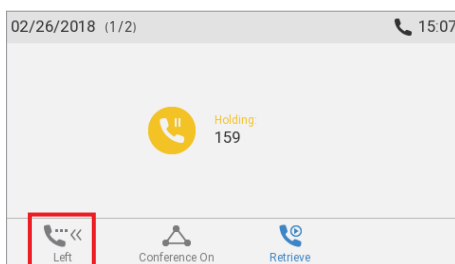 02/26/2018 (1/2) 15:07
Holding:
159
Left Conference On Retrieve